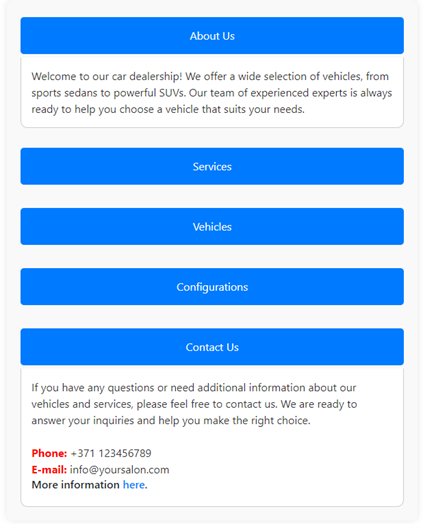 About Us
Welcome to our car dealership! We offer a wide selection of vehicles, from
sports sedans to powerful SUVs. Our team of experienced experts is always
ready to help you choose a vehicle that suits your needs.
Services
Vehicles
Configurations
Contact Us
If you have any questions or need additional information about our
vehicles and services, please feel free to contact us. We are ready to
answer your inquiries and help you make the right choice.
Phone: +371 123456789
E-mail: info@yoursalon.com
More information here.